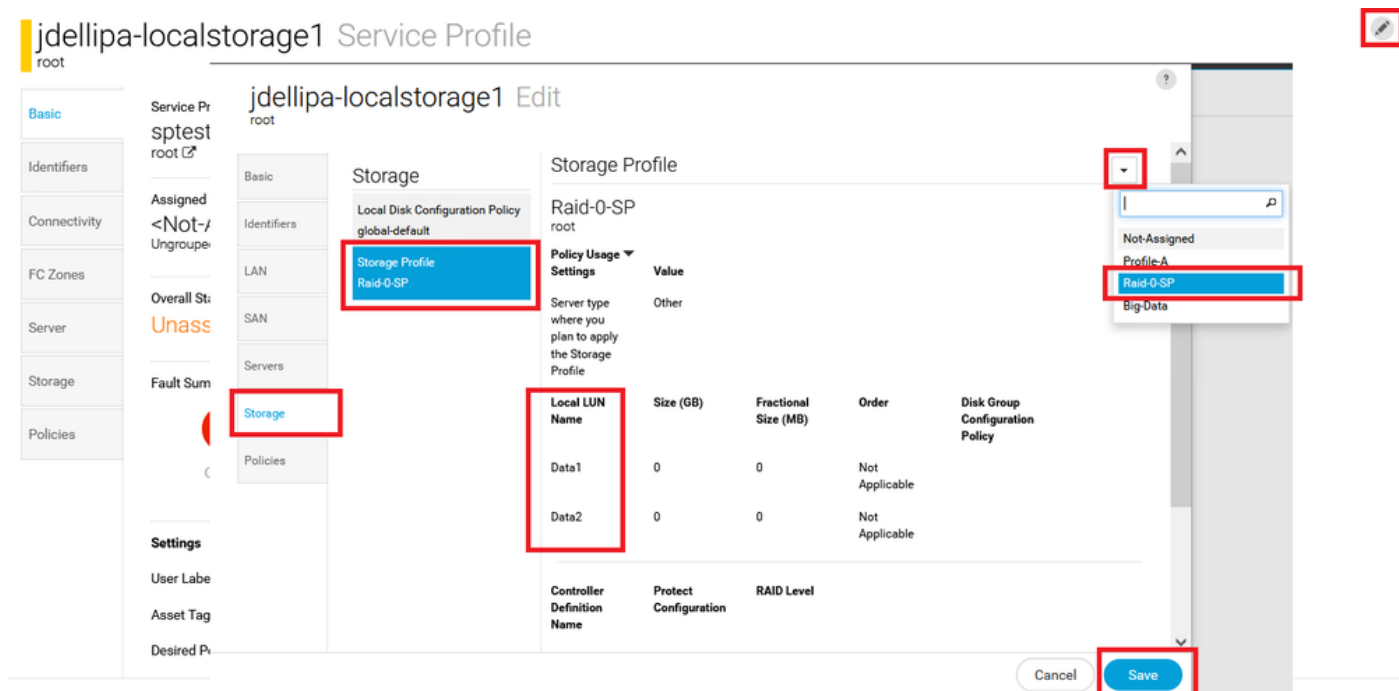 jdellipa-localstorage1 Service Profile
root
Basic
Identifiers
Connectivity
FC Zones
Server
Storage
Policies
Service Pr
sptest
root
Assigned
<Not-A
Ungroupe
Overall Sta
Unass
Fault Sum
Settings
User Labe
Asset Tag
Desired P
jdellipa-localstorage1 Edit
root
?
Basic
Identifiers
LAN
SAN
Servers
Storage
Policies
Storage
Local Disk Configuration Policy
global-default
Storage Profile
Raid-0-SP
Storage Profile
Raid-0-SP
root
Policy Usage
Settings Value
Server type where you plan to apply the Storage Profile Other
Local LUN Name Size (GB) Fractional Size (MB) Order Disk Group Configuration Policy
Data1 0 0 Not Applicable
Data2 0 0 Not Applicable
Controller Definition Name Protect Configuration RAID Level
Not-Assigned
Profile-A
Raid-0-SP
Big-Data
Cancel
Save